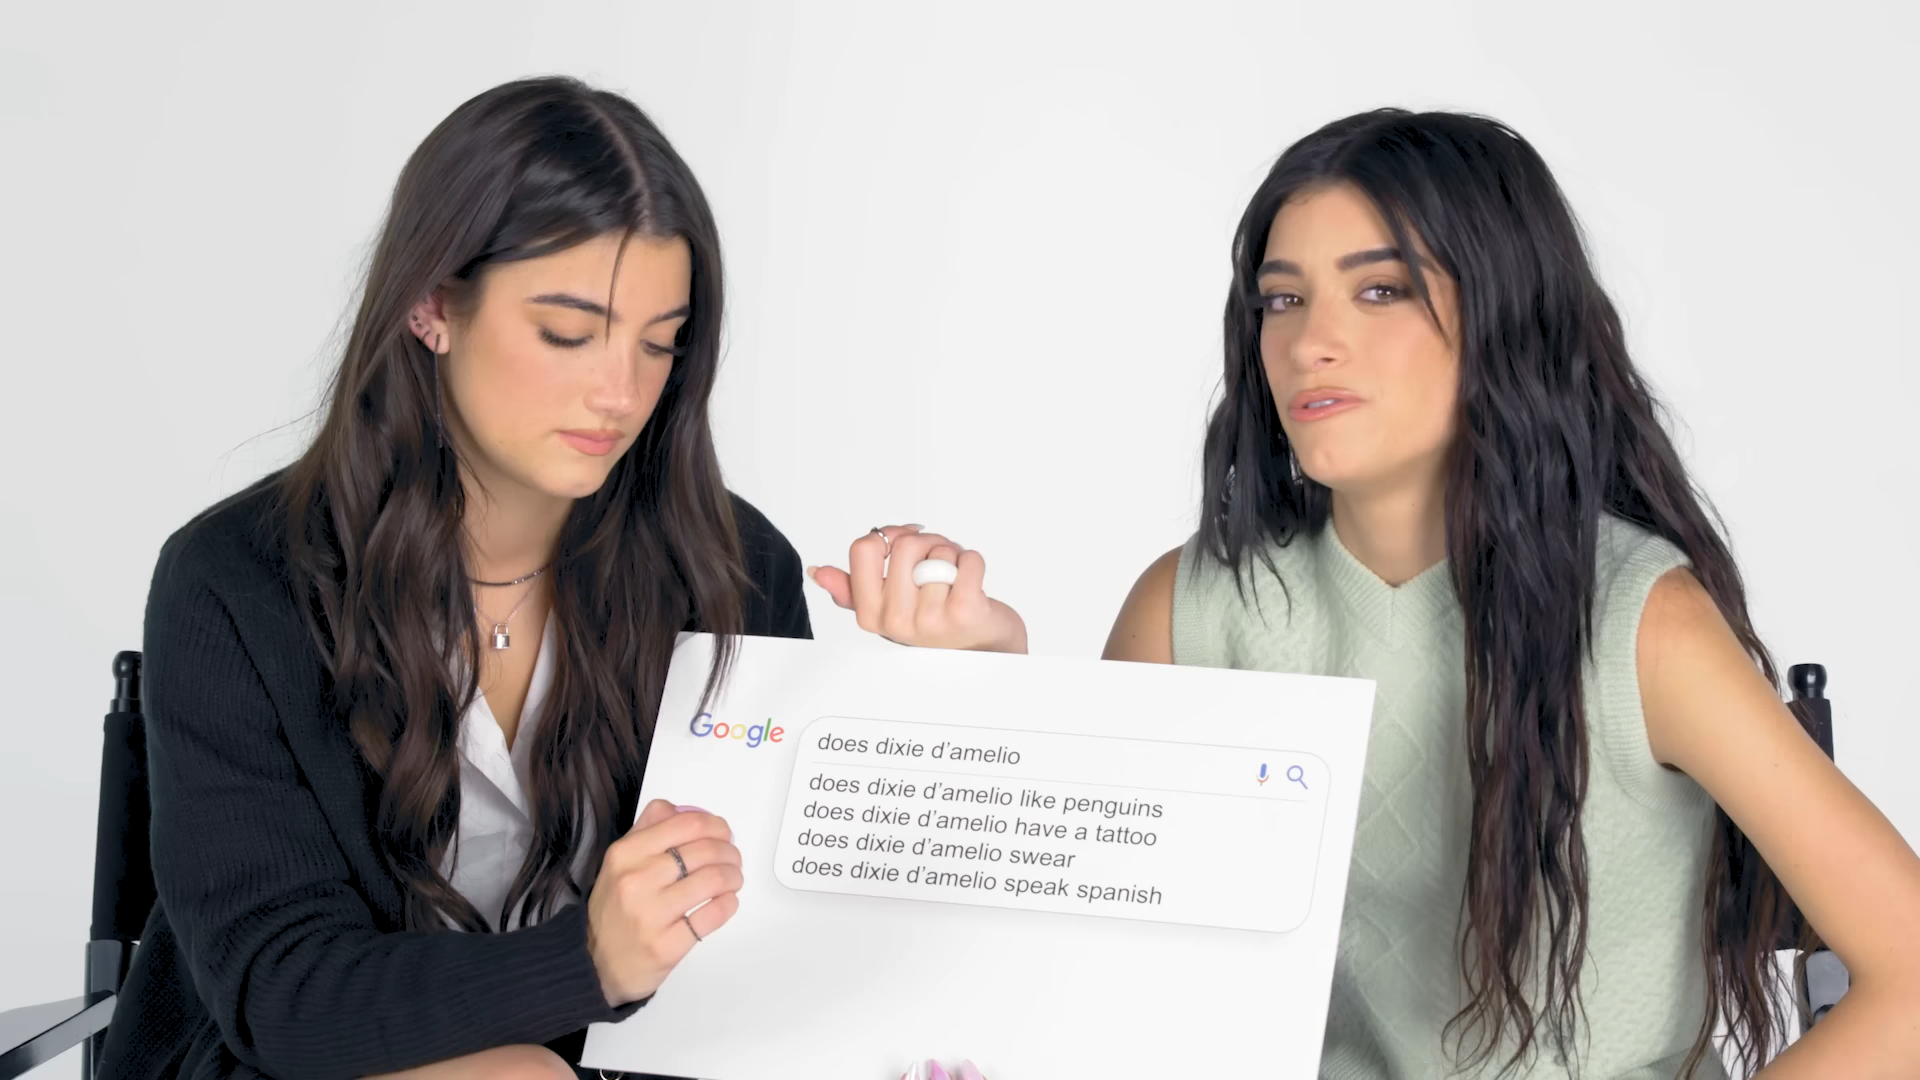 Google
does dixie d’amelio
does dixie d’amelio like penguins
does dixie d’amelio have a tattoo
does dixie d’amelio swear
does dixie d’amelio speak spanish